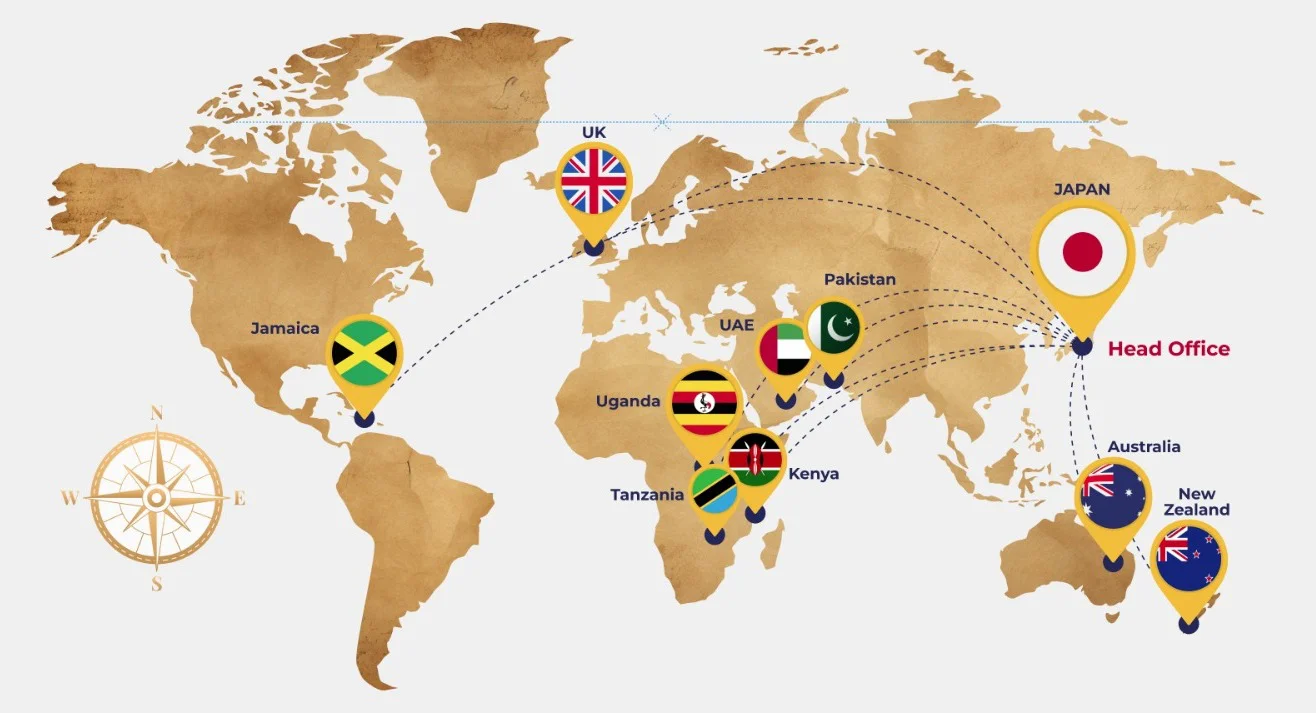 UK
JAPAN
Pakistan
UAE
Jamaica
Head Office
Uganda
N
Australia
Kenya
W
E
Tanzania
New
Zealand
S